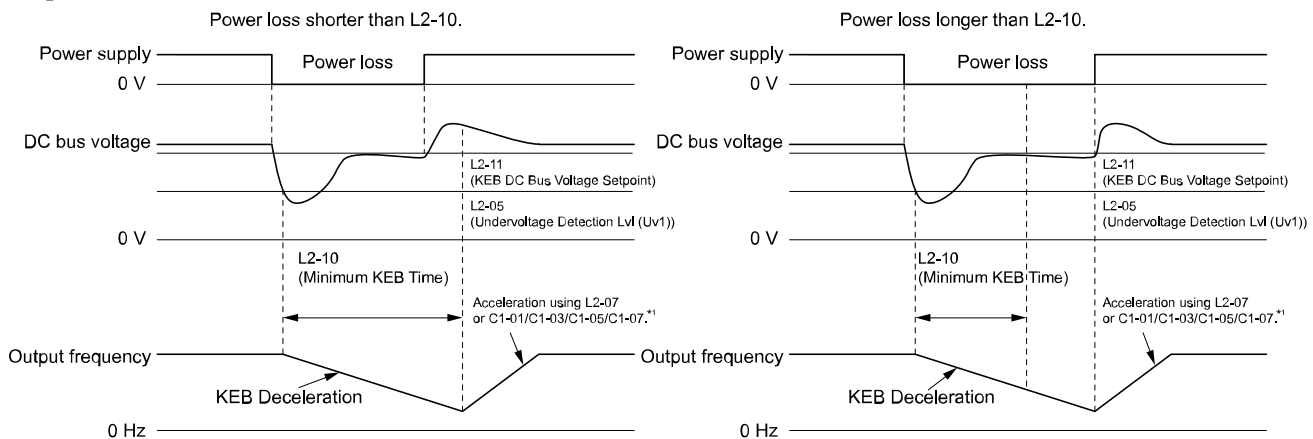 Power loss shorter than L2-10.
Power supply
Power loss
0 V
DC bus voltage
L2-11
(KEB DC Bus Voltage Setpoint)
L2-05
(Undervoltage Detection Lvl (Uv1))
0 V
L2-10
(Minimum KEB Time)
Acceleration using L2-07
or C1-01/C1-03/C1-05/C1-07.*1
Output frequency
KEB Deceleration
0 Hz
Power loss longer than L2-10.
Power supply
Power loss
0 V
DC bus voltage
L2-11
(KEB DC Bus Voltage Setpoint)
L2-05
(Undervoltage Detection Lvl (Uv1))
0 V
L2-10
(Minimum KEB Time)
Acceleration using L2-07
or C1-01/C1-03/C1-05/C1-07.*1
Output frequency
KEB Deceleration
0 Hz